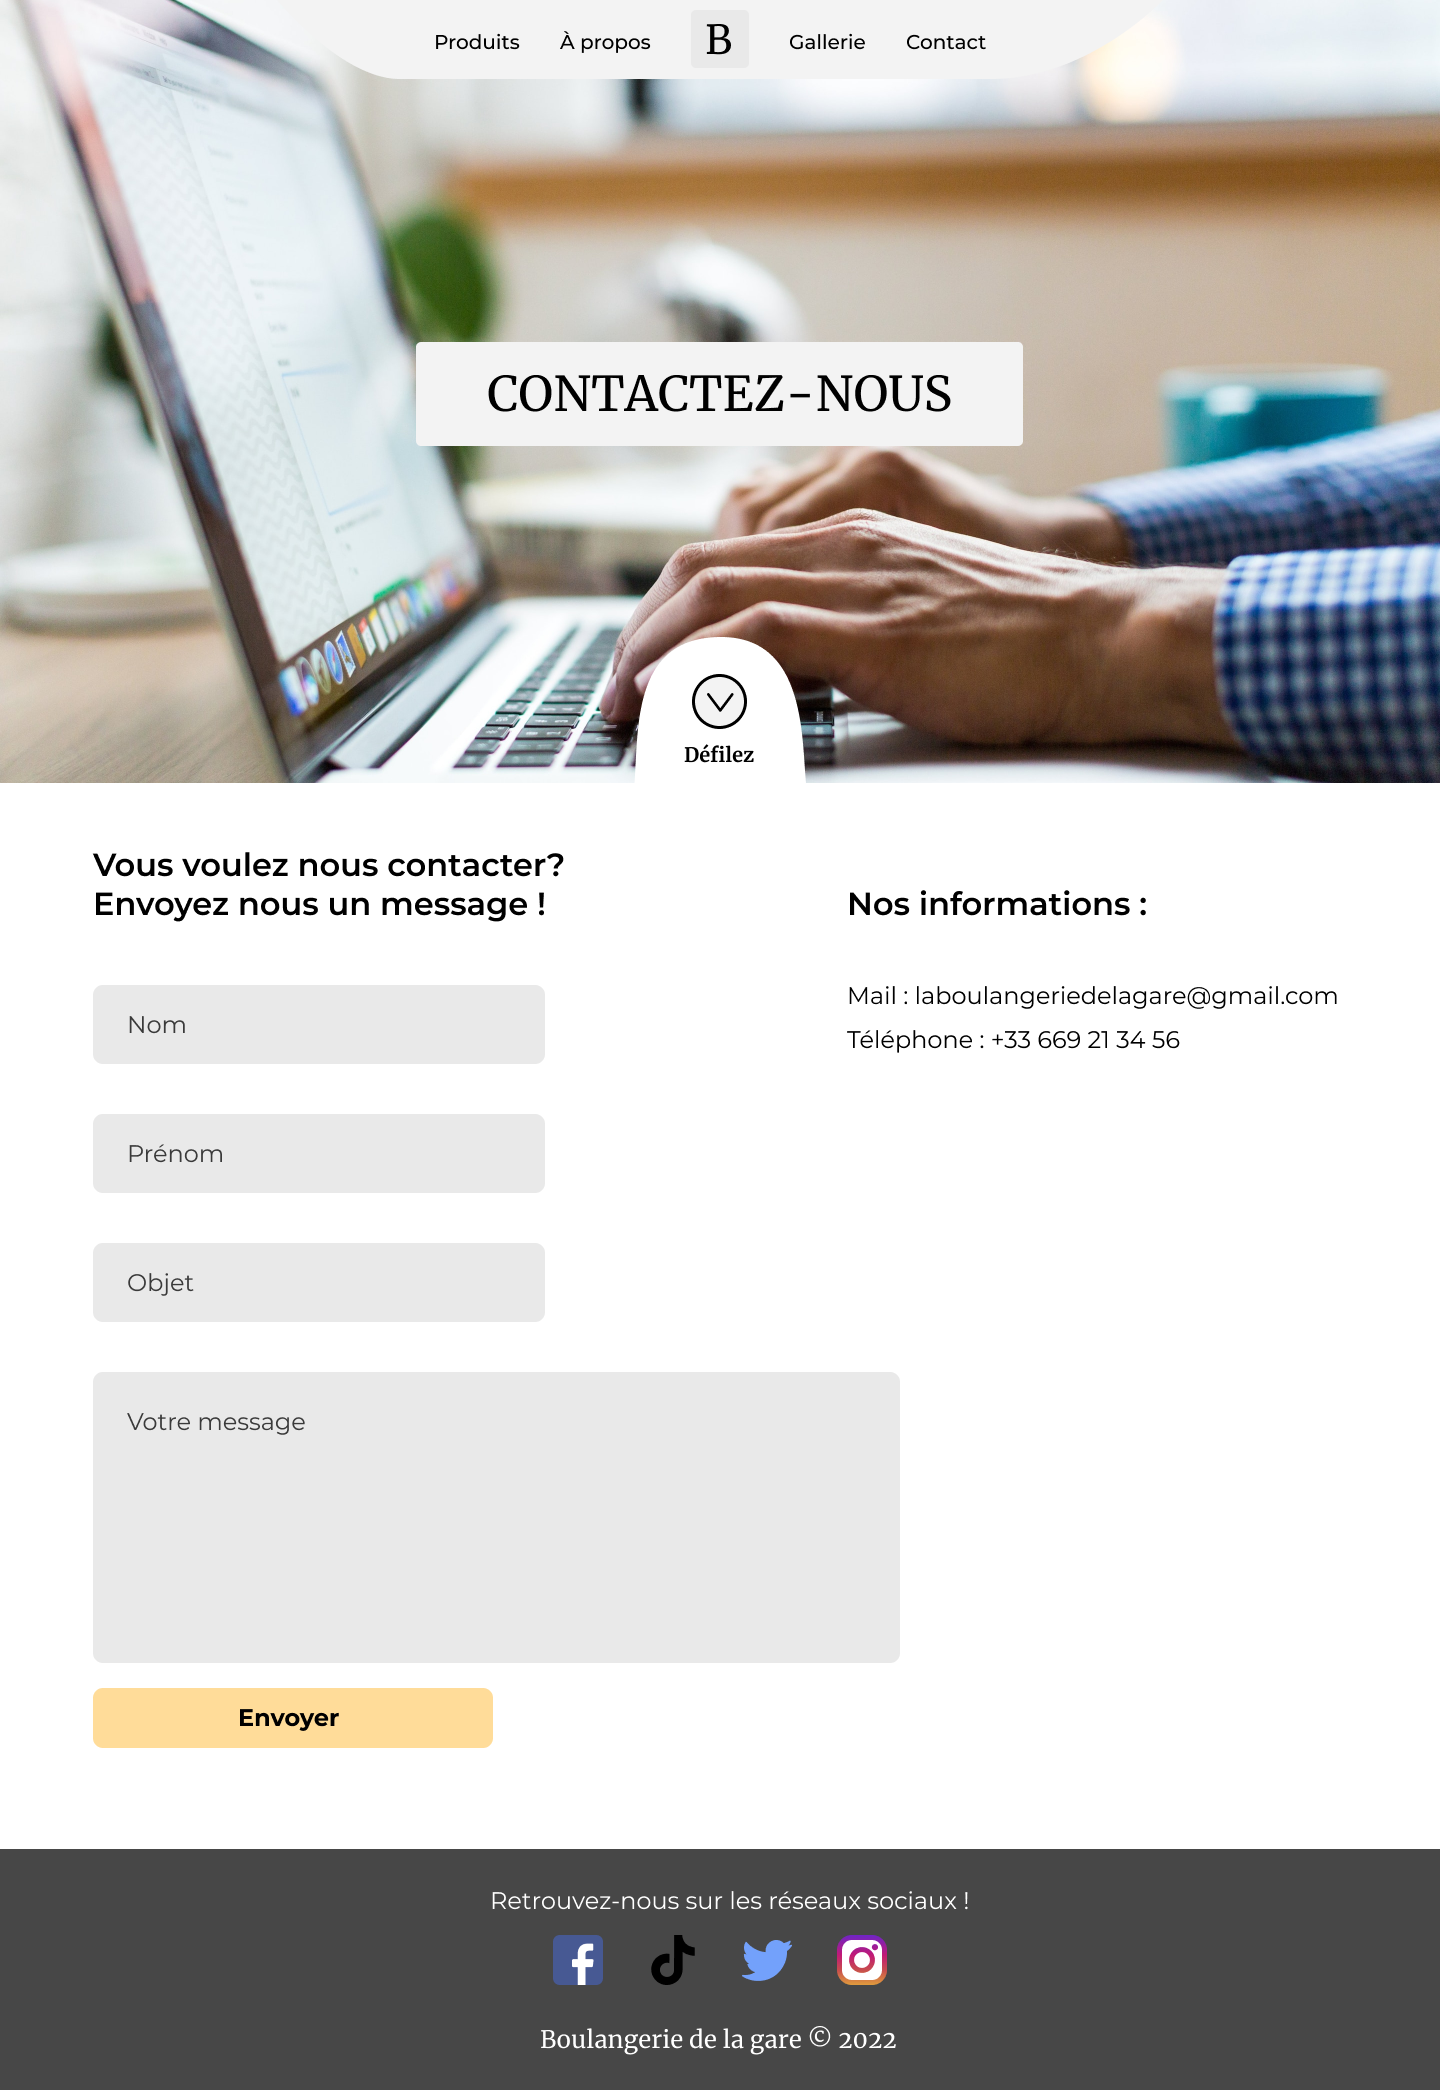 Produits À propos B Gallerie Contact
CONTACTEZ-NOUS
Défilez
Vous voulez nous contacter?
Envoyez nous un message !
Nom
Prénom
Objet
Votre message
Envoyer
Nos informations :
Mail : laboulangeriedelagare@gmail.com
Téléphone : +33 669 21 34 56
Retrouvez-nous sur les réseaux sociaux !
Boulangerie de la gare © 2022